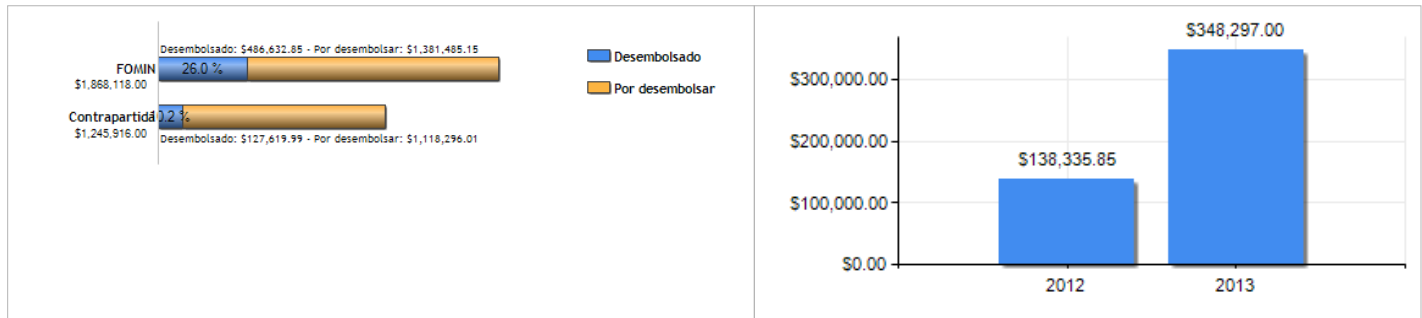 Desembolsado: $486,632.85 - Por desembolsar: $1,381,485.15
FOMIN
26.0 %
$1,868,118.00
Contrapartida
0.2 %
$1,245,916.00
Desembolsado: $127,619.99 - Por desembolsar: $1,118,296.01
Desembolsado
Por desembolsar
$348,297.00
$300,000.00
$200,000.00
$138,335.85
$100,000.00
$0.00
2012
2013